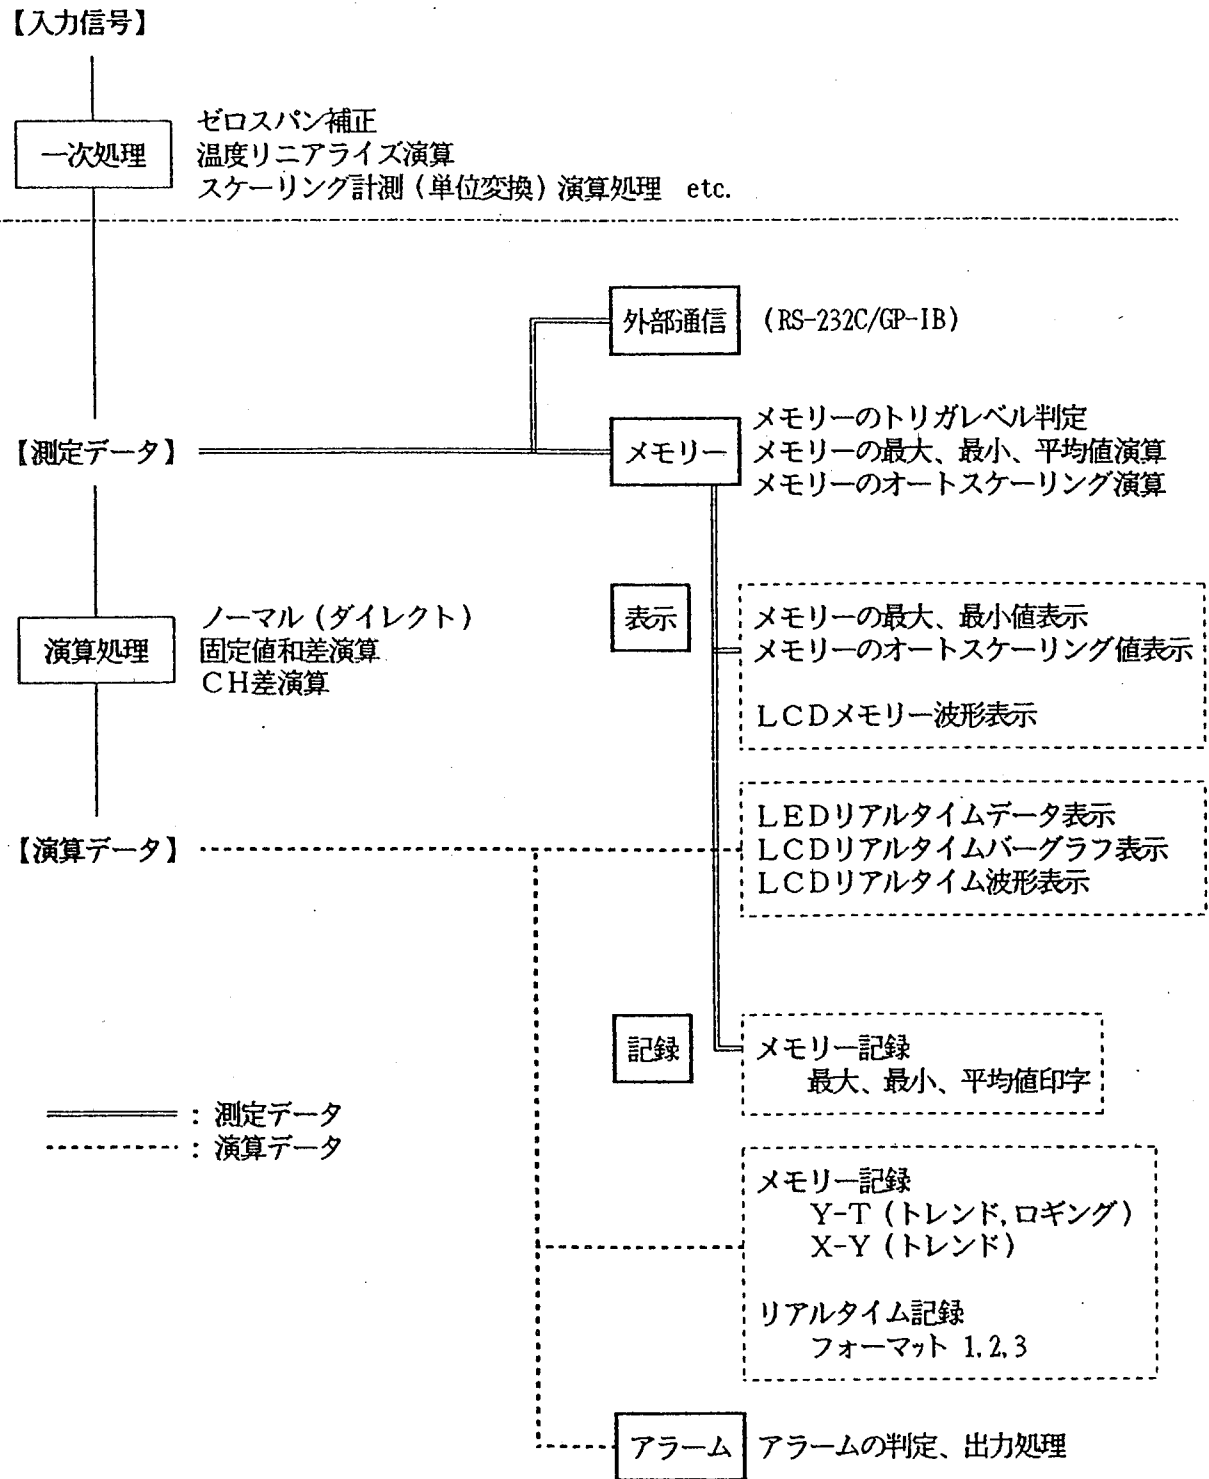 【入力信号】
一次処理
ゼロスパン補正
温度リニアライズ演算
スケーリング計測（単位変換）演算処理 etc.
外部通信
(RS-232C/GP-IB)
【測定データ】
メモリー
メモリーのトリガレベル判定
メモリーの最大、最小、平均値演算
メモリーのオートスケーリング演算
演算処理
ノーマル（ダイレクト）
固定値和差演算
ＣＨ差演算
表示
メモリーの最大、最小値表示
メモリーのオートスケーリング値表示
ＬＣＤメモリー波形表示
【演算データ】
ＬＥＤリアルタイムデータ表示
ＬＣＤリアルタイムバーグラフ表示
ＬＣＤリアルタイム波形表示
記録
メモリー記録
最大、最小、平均値印字
：測定データ
：演算データ
メモリー記録
Y-T（トレンド,ロギング）
X-Y（トレンド）
リアルタイム記録
フォーマット 1,2,3
アラーム
アラームの判定、出力処理